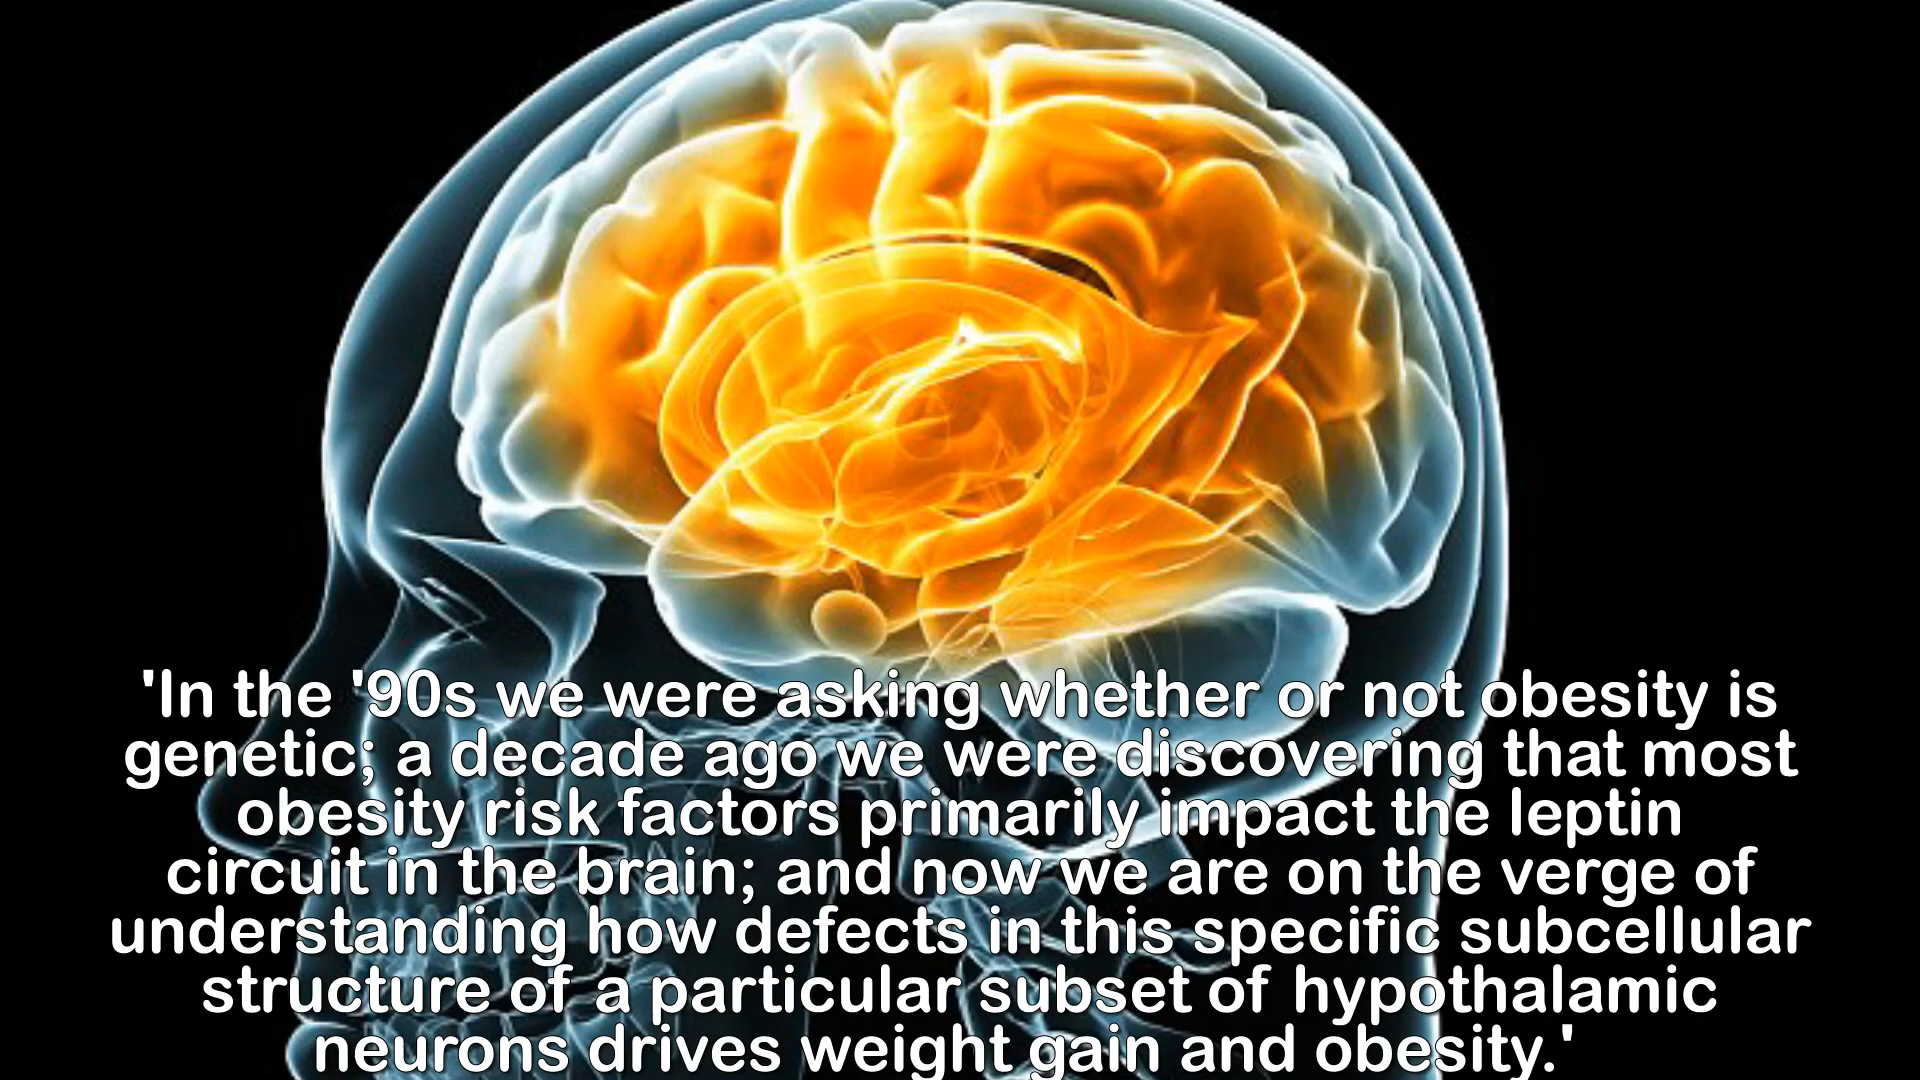 'In the '90s we were asking whether or not obesity is
genetic; a decade ago we were discovering that most
obesity risk factors primarily impact the leptin
circuit in the brain; and now we are on the verge of
understanding how defects in this specific subcellular
structure of a particular subset of hypothalamic
neurons drives weight gain and obesity.'